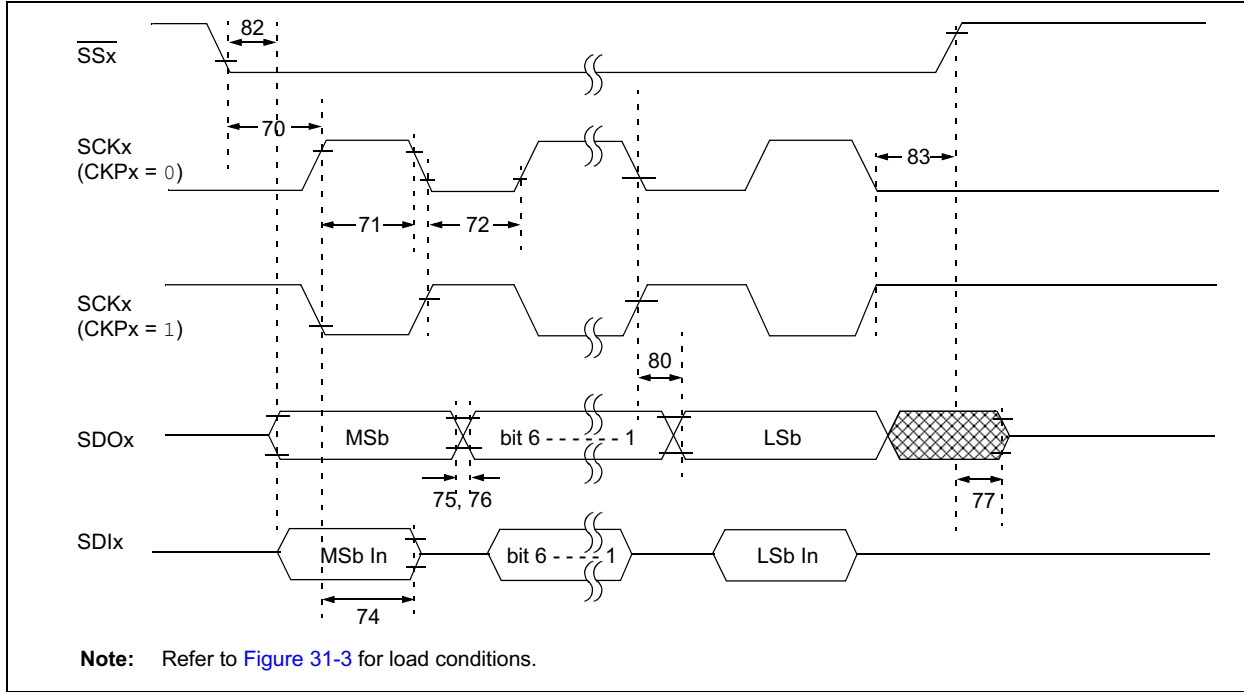 82
SSx
70
SCKx
(CKPx = 0)
83
71
72
SCKx
(CKPx = 1)
80
SDOx
MSb
bit 6 - - - - - - 1
LSb
75, 76
77
SDIx
MSb In
bit 6 - - - - - 1
LSb In
74
Note: Refer to Figure 31-3 for load conditions.